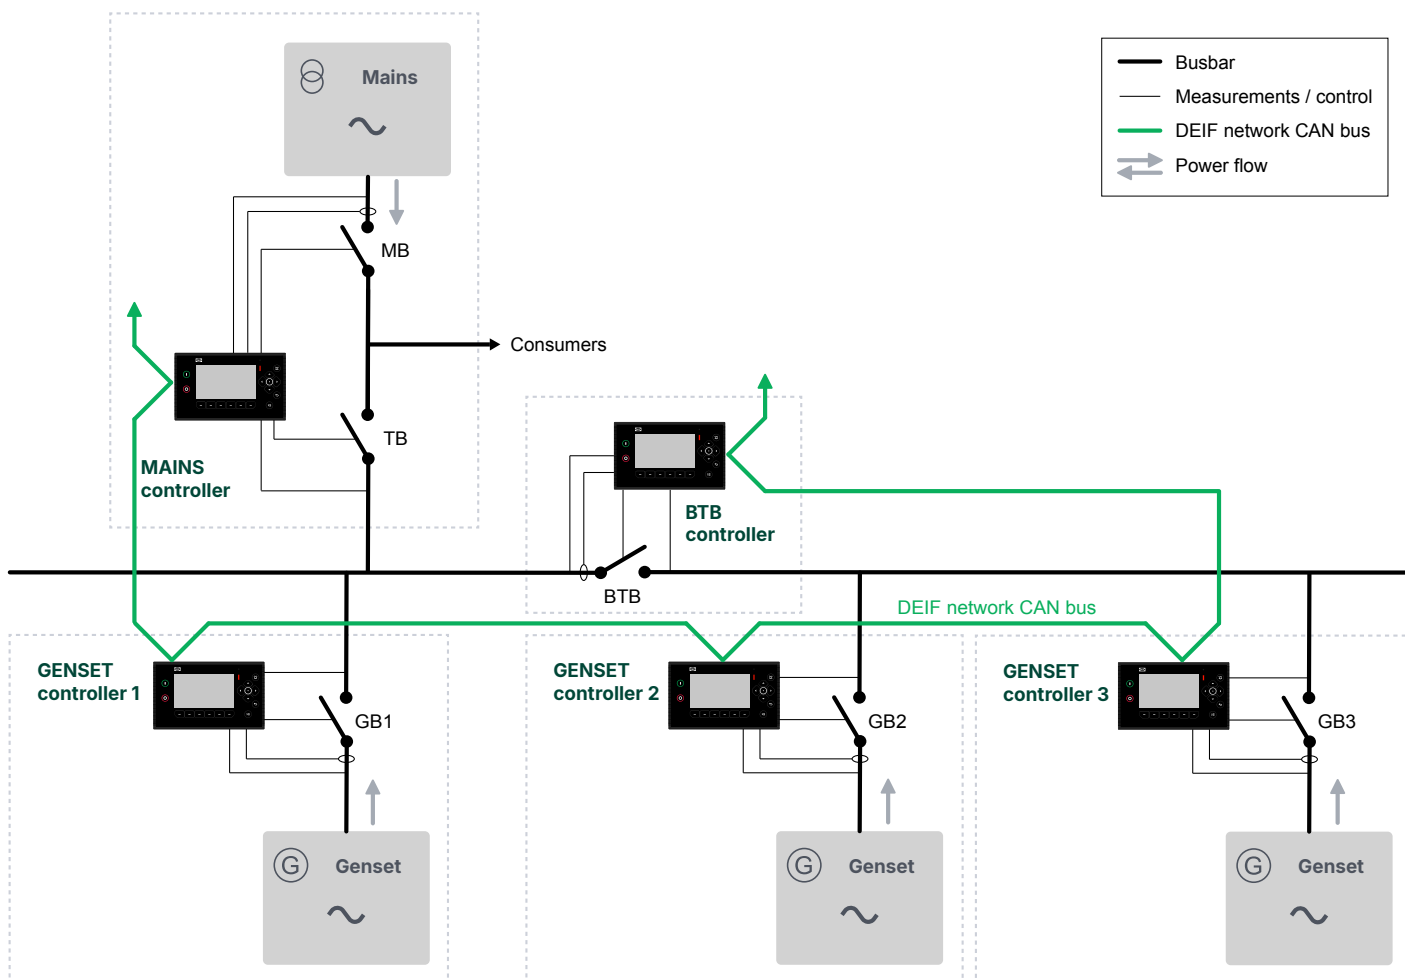 Mains
Busbar
Measurements / control
DEIF network CAN bus
Power flow
MB
Consumers
TB
MAINS
controller
BTB
controller
BTB
DEIF network CAN bus
GENSET
controller 1
GB1
GENSET
controller 2
GB2
GENSET
controller 3
GB3
G
Genset
G
Genset
G
Genset